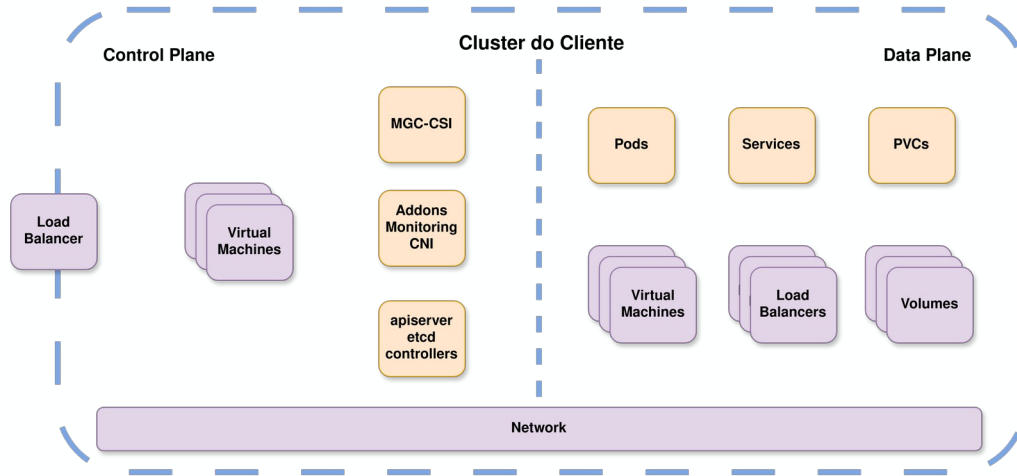 Cluster do Cliente
Control Plane
Data Plane
MGC-CSI
Pods
Services
PVCs
Load
Balancer
Virtual
Machines
Addons
Monitoring
CNI
Virtual
Machines
Load
Balancers
Volumes
apiserver
etcd
controllers
Network